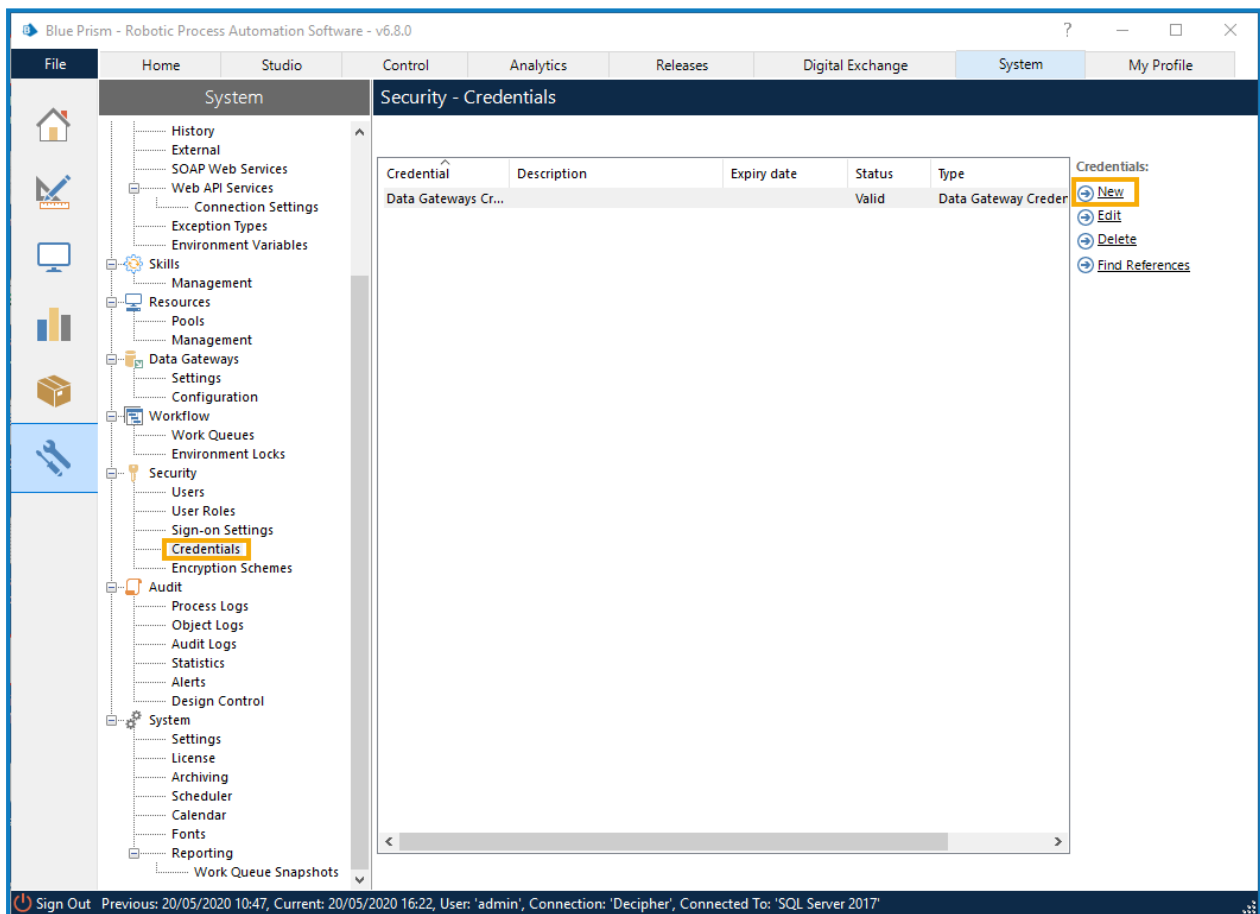 Blue Prism - Robotic Process Automation Software - v6.8.0
?
File Home Studio Control Analytics Releases Digital Exchange System My Profile
System
History
External
SOAP Web Services
Web API Services
Connection Settings
Exception Types
Environment Variables
Skills
Management
Resources
Pools
Management
Data Gateways
Settings
Configuration
Workflow
Work Queues
Environment Locks
Security
Users
User Roles
Sign-on Settings
Credentials
Encryption Schemes
Audit
Process Logs
Object Logs
Audit Logs
Statistics
Alerts
Design Control
System
Settings
License
Archiving
Scheduler
Calendar
Fonts
Reporting
Work Queue Snapshots
Security - Credentials
Credential Description Expiry date Status Type
Data Gateways Cr... Valid Data Gateway Creder
Credentials:
New
Edit
Delete
Find References
Sign Out Previous: 20/05/2020 10:47, Current: 20/05/2020 16:22, User: 'admin', Connection: 'Decipher', Connected To: 'SQL Server 2017'